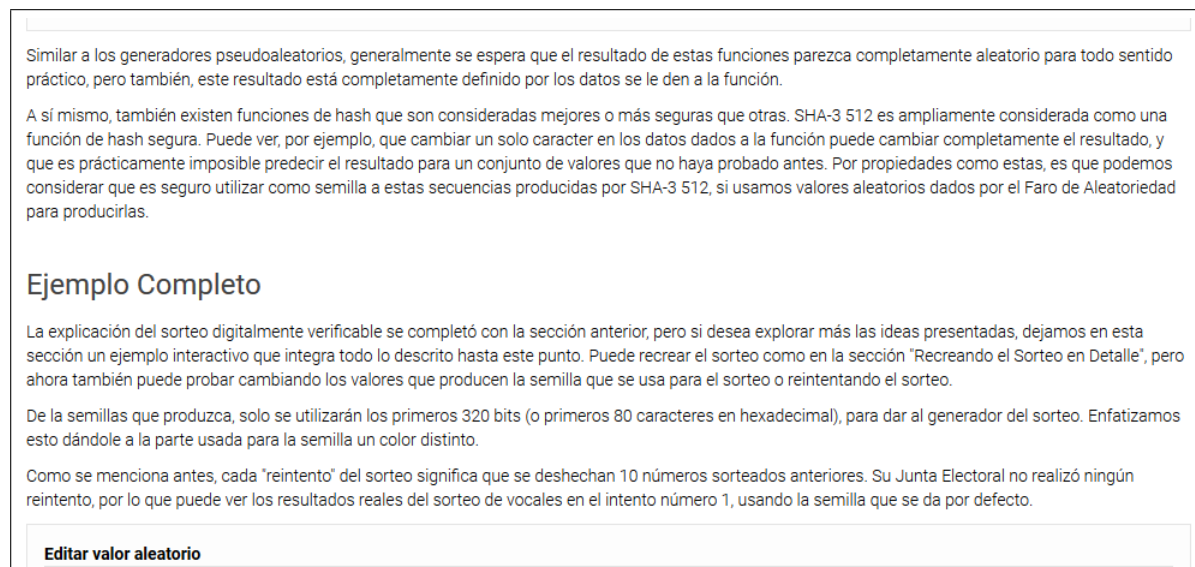 Similar a los generadores pseudoaleatorios, generalmente se espera que el resultado de estas funciones parezca completamente aleatorio para todo sentido
práctico, pero también, este resultado está completamente definido por los datos se le den a la función.
A sí mismo, también existen funciones de hash que son consideradas mejores o más seguras que otras. SHA-3 512 es ampliamente considerada como una
función de hash segura. Puede ver, por ejemplo, que cambiar un solo caracter en los datos dados a la función puede cambiar completamente el resultado, y
que es prácticamente imposible predecir el resultado para un conjunto de valores que no haya probado antes. Por propiedades como estas, es que podemos
considerar que es seguro utilizar como semilla a estas secuencias producidas por SHA-3 512, si usamos valores aleatorios dados por el Faro de Aleatoriedad
para producirlas.
Ejemplo Completo
La explicación del sorteo digitalmente verificable se completó con la sección anterior, pero si desea explorar más las ideas presentadas, dejamos en esta
sección un ejemplo interactivo que integra todo lo descrito hasta este punto. Puede recrear el sorteo como en la sección "Recreando el Sorteo en Detalle", pero
ahora también puede probar cambiando los valores que producen la semilla que se usa para el sorteo o reintentando el sorteo.
De la semillas que produzca, solo se utilizarán los primeros 320 bits (o primeros 80 caracteres en hexadecimal), para dar al generador del sorteo. Enfatizamos
esto dándole a la parte usada para la semilla un color distinto.
Como se menciona antes, cada "reintento" del sorteo significa que se deshechan 10 números sorteados anteriores. Su Junta Electoral no realizó ningún
reintento, por lo que puede ver los resultados reales del sorteo de vocales en el intento número 1, usando la semilla que se da por defecto.
Editar valor aleatorio